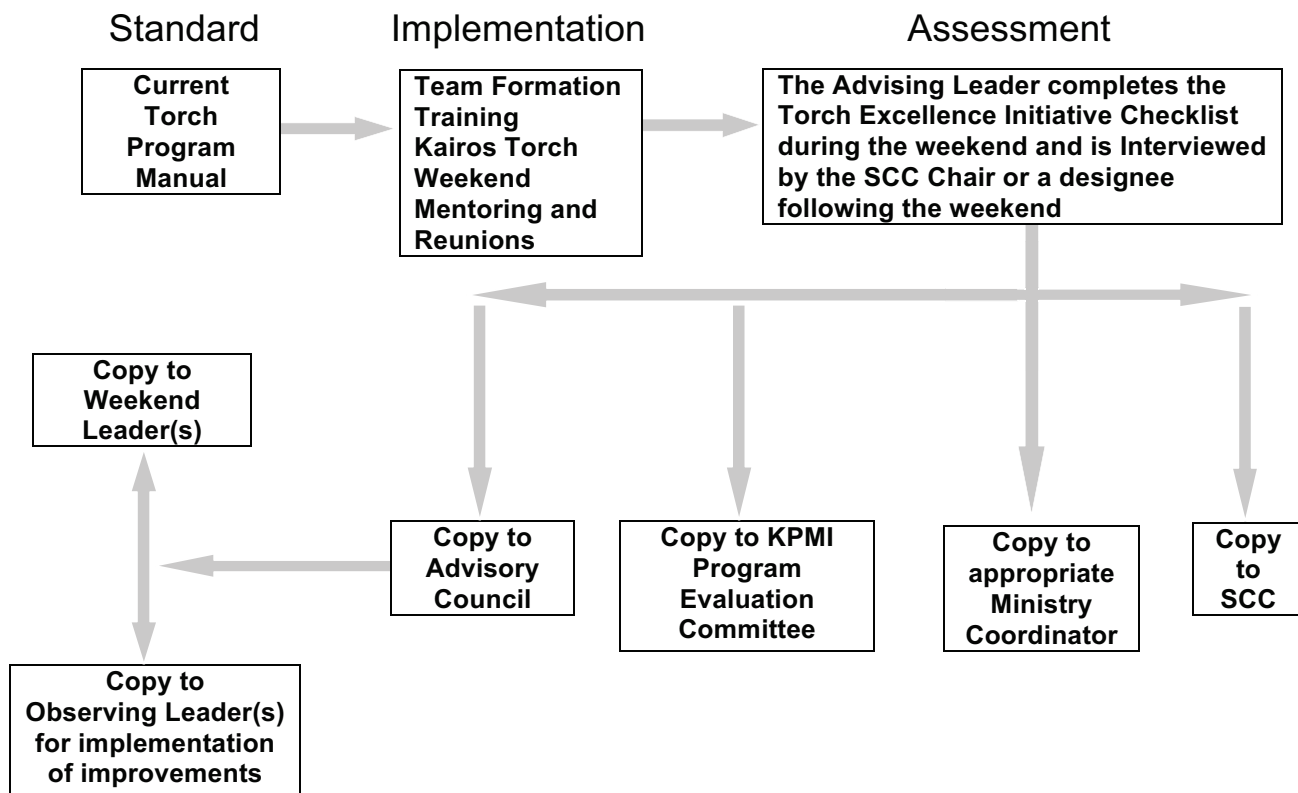 Standard
Implementation
Assessment
Current
Torch
Program
Manual
Team Formation
Training
Kairos Torch
Weekend
Mentoring and
Reunions
The Advising Leader completes the
Torch Excellence Initiative Checklist
during the weekend and is Interviewed
by the SCC Chair or a designee
following the weekend
Copy to
Weekend
Leader(s)
Copy to
Advisory
Council
Copy to KPMI
Program
Evaluation
Committee
Copy to
appropriate
Ministry
Coordinator
Copy
to
SCC
Copy to
Observing Leader(s)
for implementation
of improvements